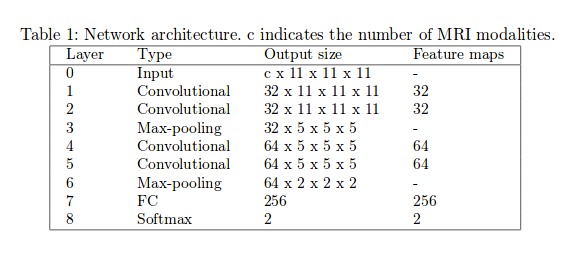 Table 1: Network architecture. c indicates the number of MRI modalities.
Layer Type Output size Feature maps
0 Input c x 11 x 11 x 11 -
1 Convolutional 32 x 11 x 11 x 11 32
2 Convolutional 32 x 11 x 11 x 11 32
3 Max-pooling 32 x 5 x 5 x 5 -
4 Convolutional 64 x 5 x 5 x 5 64
5 Convolutional 64 x 5 x 5 x 5 64
6 Max-pooling 64 x 2 x 2 x 2 -
7 FC 256 256
8 Softmax 2 2